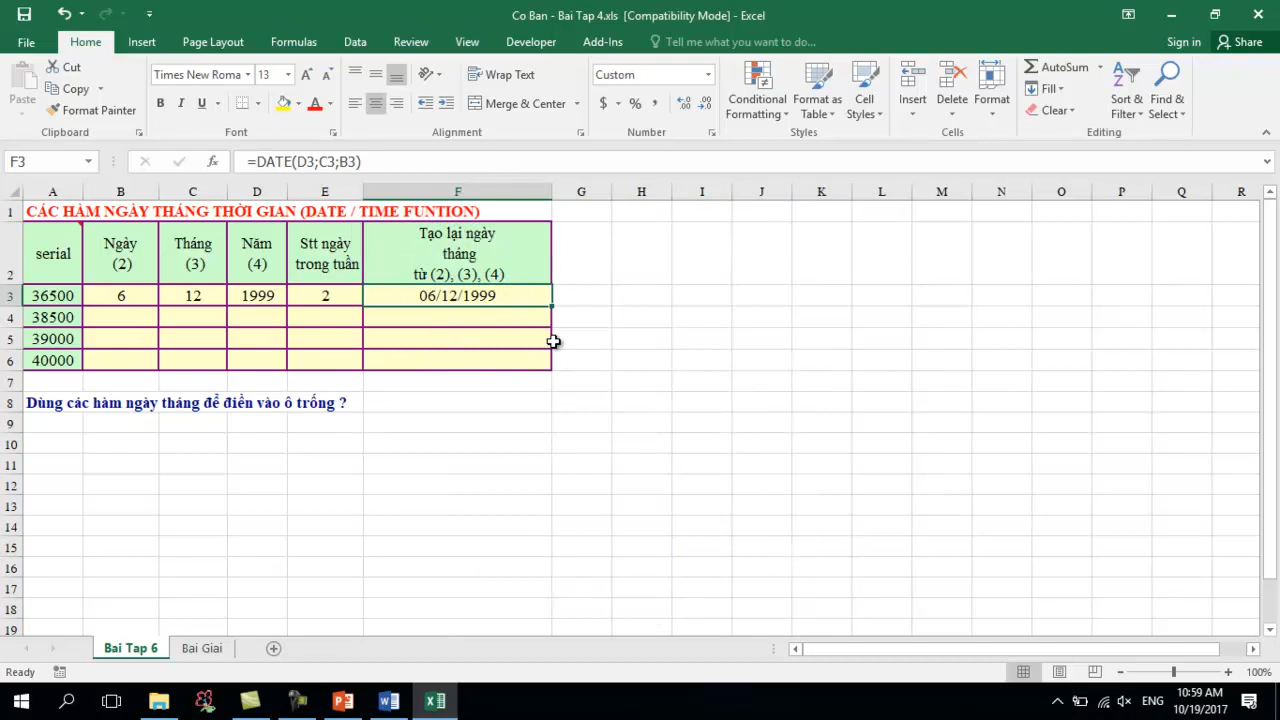 Co Ban - Bai Tap 4.xls [Compatibility Mode] - Excel
File Home Insert Page Layout Formulas Data Review View Developer Add-Ins Tell me what you want to do... Sign in Share
Paste
Cut
Copy
Format Painter
Times New Roma 13
B I U
A A
Wrap Text
Merge & Center
Custom
$ % ,
Conditional Formatting
Format as Table
Cell Styles
Insert
Delete
Format
AutoSum
Fill
Clear
Sort & Filter
Find & Select
Clipboard Font Alignment Number Styles Cells Editing
F3 fx =DATE(D3;C3;B3)
A B C D E F G H I J K L M N O P Q R
1 CÁC HÀM NGÀY THÁNG THỜI GIAN (DATE / TIME FUNTION)
2 serial
Ngày
(2)
Tháng
(3)
Năm
(4)
Stt ngày
trong tuần
Tạo lại ngày
tháng
từ (2), (3), (4)
3 36500 6 12 1999 2 06/12/1999
4 38500
5 39000
6 40000
7
8 Dùng các hàm ngày tháng để điền vào ô trống ?
9
10
11
12
13
14
15
16
17
18
19
Bai Tap 6 Bai Giai
Ready 100%
ENG 10:59 AM
10/19/2017